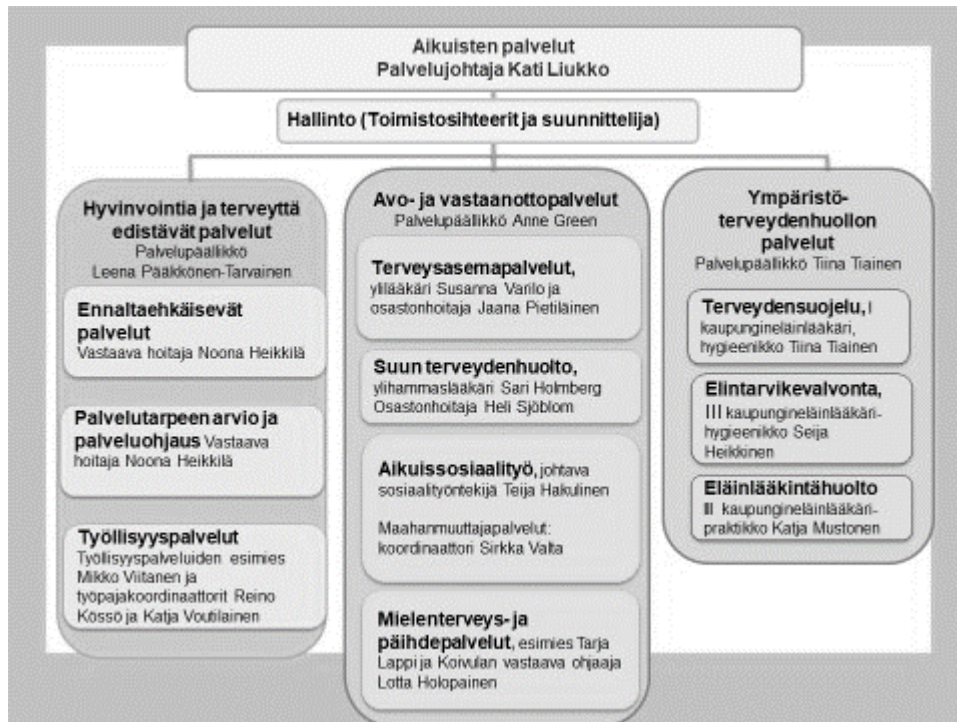 Aikuisten palvelut
Palvelujohtaja Kati Liukko
Hallinto (Toimistosihteerit ja suunnittelija)
Hyvinvointia ja terveyttä
edistävät palvelut
Palvelupäällikkö
Leena Pääkkönen-Tarvainen
Ennaltaehkäisevät
palvelut
Vastaava hoitaja Noona Heikkilä
Palvelutarpeen arvio ja
palveluohjaus Vastaava
hoitaja Noona Heikkilä
Työllisyyspalvelut
Työllisyyspalveluiden esimies
Mikko Viitanen ja
työpajakoordinaattorit Reino
Kössö ja Katja Voutilainen
Avo- ja vastaanottopalvelut
Palvelupäällikkö Anne Green
Terveysasemapalvelut,
ylilääkäri Susanna Varilo ja
osastonhoitaja Jaana Pietiläinen
Suun terveydenhuolto,
ylihammaslääkäri Sari Holmberg
Osastonhoitaja Heli Sjöblom
Aikuissosiaalityö, johtava
sosiaalityöntekijä Teija Hakulinen
Maahanmuuttajapalvelut:
koordinaattori Sirkka Valta
Mielenterveys- ja
päihdepalvelut, esimies Tarja
Lappi ja Koivulan vastaava ohjaaja
Lotta Holopainen
Ympäristö-
terveydenhuollon
palvelut
Palvelupäällikkö Tiina Tiainen
Terveydensuojelu, I
kaupungineläinlääkäri,
hygieenikko Tiina Tiainen
Elintarvikevalvonta,
III kaupungineläinlääkäri-
hygieenikko Seija
Heikkinen
Eläinlääkintähuolto
III kaupungineläinlääkäri-
praktikko Katja Mustonen